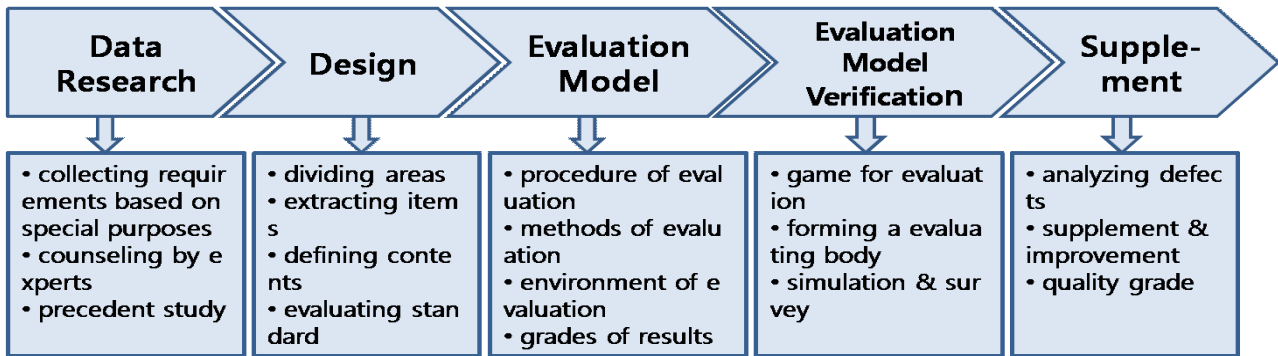 Data
Research
Design
Evaluation
Model
Evaluation
Model
Verification
Supple-
ment
• collecting requir
ements based on
special purposes
• counseling by e
xperts
• precedent study
• dividing areas
• extracting item
s
• defining conte
nts
• evaluating stan
dard
• procedure of eval
uation
• methods of evalu
ation
• environment of e
valuation
• grades of results
• game for evaluat
ion
• forming a evalua
ting body
• simulation & sur
vey
• analyzing defec
ts
• supplement &
improvement
• quality grade